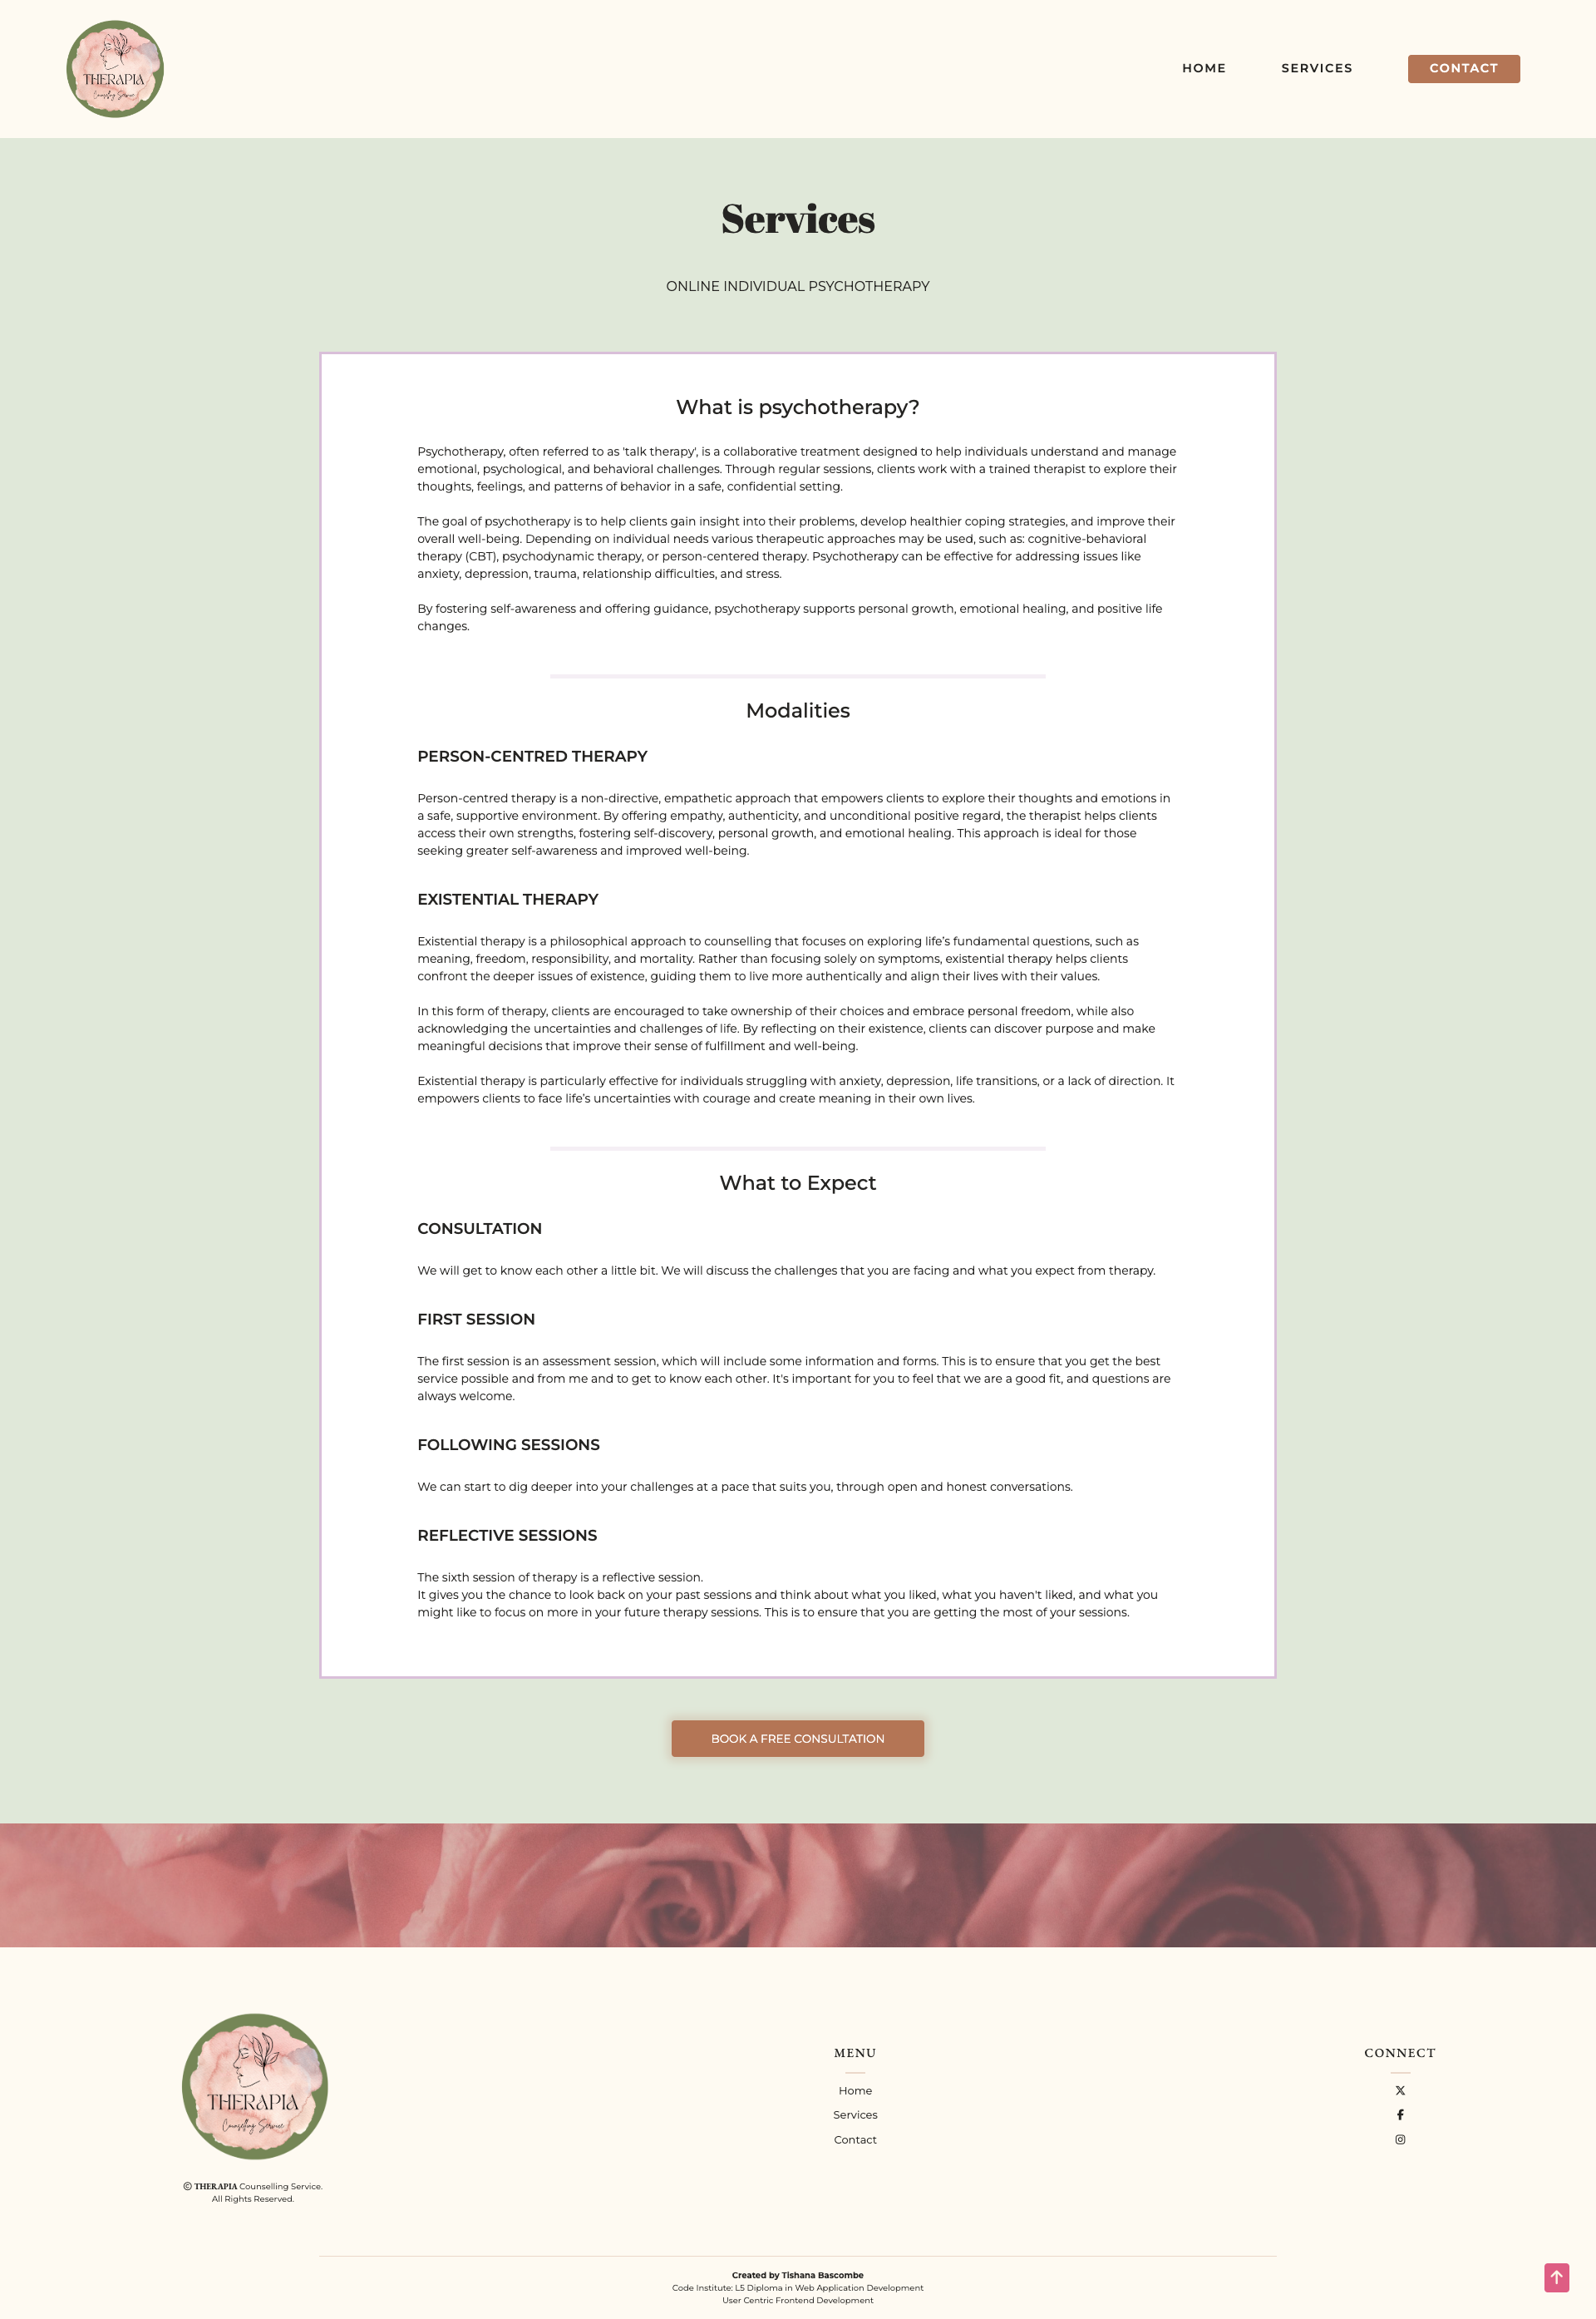 THERAPIA
Counselling Service
HOME
SERVICES
CONTACT
Services
ONLINE INDIVIDUAL PSYCHOTHERAPY
What is psychotherapy?
Psychotherapy, often referred to as 'talk therapy', is a collaborative treatment designed to help individuals understand and manage
emotional, psychological, and behavioral challenges. Through regular sessions, clients work with a trained therapist to explore their
thoughts, feelings, and patterns of behavior in a safe, confidential setting.
The goal of psychotherapy is to help clients gain insight into their problems, develop healthier coping strategies, and improve their
overall well-being. Depending on individual needs various therapeutic approaches may be used, such as: cognitive-behavioral
therapy (CBT), psychodynamic therapy, or person-centered therapy. Psychotherapy can be effective for addressing issues like
anxiety, depression, trauma, relationship difficulties, and stress.
By fostering self-awareness and offering guidance, psychotherapy supports personal growth, emotional healing, and positive life
changes.
Modalities
PERSON-CENTRED THERAPY
Person-centred therapy is a non-directive, empathetic approach that empowers clients to explore their thoughts and emotions in
a safe, supportive environment. By offering empathy, authenticity, and unconditional positive regard, the therapist helps clients
access their own strengths, fostering self-discovery, personal growth, and emotional healing. This approach is ideal for those
seeking greater self-awareness and improved well-being.
EXISTENTIAL THERAPY
Existential therapy is a philosophical approach to counselling that focuses on exploring life’s fundamental questions, such as
meaning, freedom, responsibility, and mortality. Rather than focusing solely on symptoms, existential therapy helps clients
confront the deeper issues of existence, guiding them to live more authentically and align their lives with their values.
In this form of therapy, clients are encouraged to take ownership of their choices and embrace personal freedom, while also
acknowledging the uncertainties and challenges of life. By reflecting on their existence, clients can discover purpose and make
meaningful decisions that improve their sense of fulfillment and well-being.
Existential therapy is particularly effective for individuals struggling with anxiety, depression, life transitions, or a lack of direction. It
empowers clients to face life’s uncertainties with courage and create meaning in their own lives.
What to Expect
CONSULTATION
We will get to know each other a little bit. We will discuss the challenges that you are facing and what you expect from therapy.
FIRST SESSION
The first session is an assessment session, which will include some information and forms. This is to ensure that you get the best
service possible and from me and to get to know each other. It's important for you to feel that we are a good fit, and questions are
always welcome.
FOLLOWING SESSIONS
We can start to dig deeper into your challenges at a pace that suits you, through open and honest conversations.
REFLECTIVE SESSIONS
The sixth session of therapy is a reflective session.
It gives you the chance to look back on your past sessions and think about what you liked, what you haven't liked, and what you
might like to focus on more in your future therapy sessions. This is to ensure that you are getting the most of your sessions.
BOOK A FREE CONSULTATION
THERAPIA
Counselling Service
© THERAPIA Counselling Service.
All Rights Reserved.
MENU
Home
Services
Contact
CONNECT
Created by Tishana Bascombe
Code Institute: L5 Diploma in Web Application Development
User Centric Frontend Development